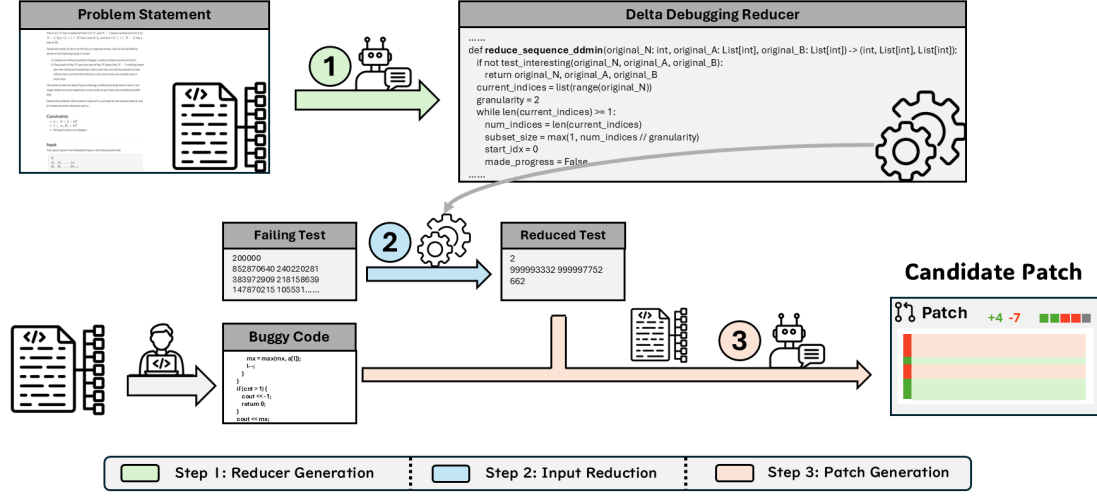 Problem Statement
Constraints
Input
</>
1
Delta Debugging Reducer
......
def reduce_sequence_ddmin(original_N: int, original_A: List[int], original_B: List[int]) -> (int, List[int], List[int]):
if not test_interesting(original_N, original_A, original_B):
return original_N, original_A, original_B
current_indices = list(range(original_N))
granularity = 2
while len(current_indices) >= 1:
num_indices = len(current_indices)
subset_size = max(1, num_indices // granularity)
start_idx = 0
made_progress = False
......
Failing Test
200000
852870640 240220281
383972909 218158639
147870215 105531......
2
Reduced Test
2
999993332 999997752
662
</>
</>
Buggy Code
mx = max(mx, a[i]);
i--;
}
}
if (cnt > 1) {
cout << -1;
return 0;
}
cout << mx;
</>
3
Candidate Patch
Patch +4 -7
Step 1: Reducer Generation
Step 2: Input Reduction
Step 3: Patch Generation